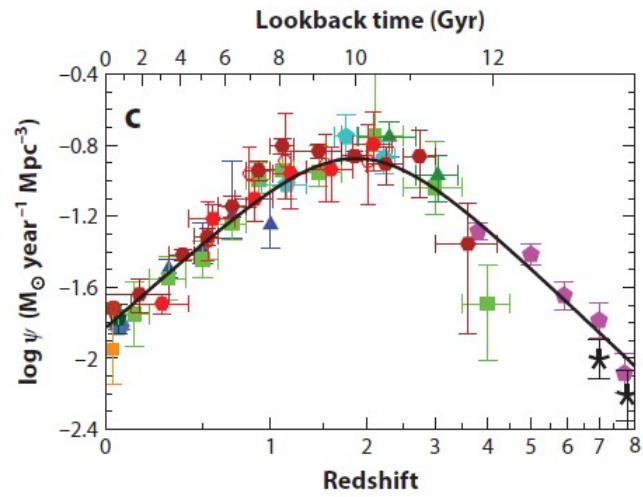 Lookback time (Gyr)
0 2 4 6 8 10 12
c
log ψ (M⊙ year−1 Mpc−3)
−0.4
−0.8
−1.2
−1.6
−2
−2.4
0 1 2 3 4 5 6 7 8
Redshift